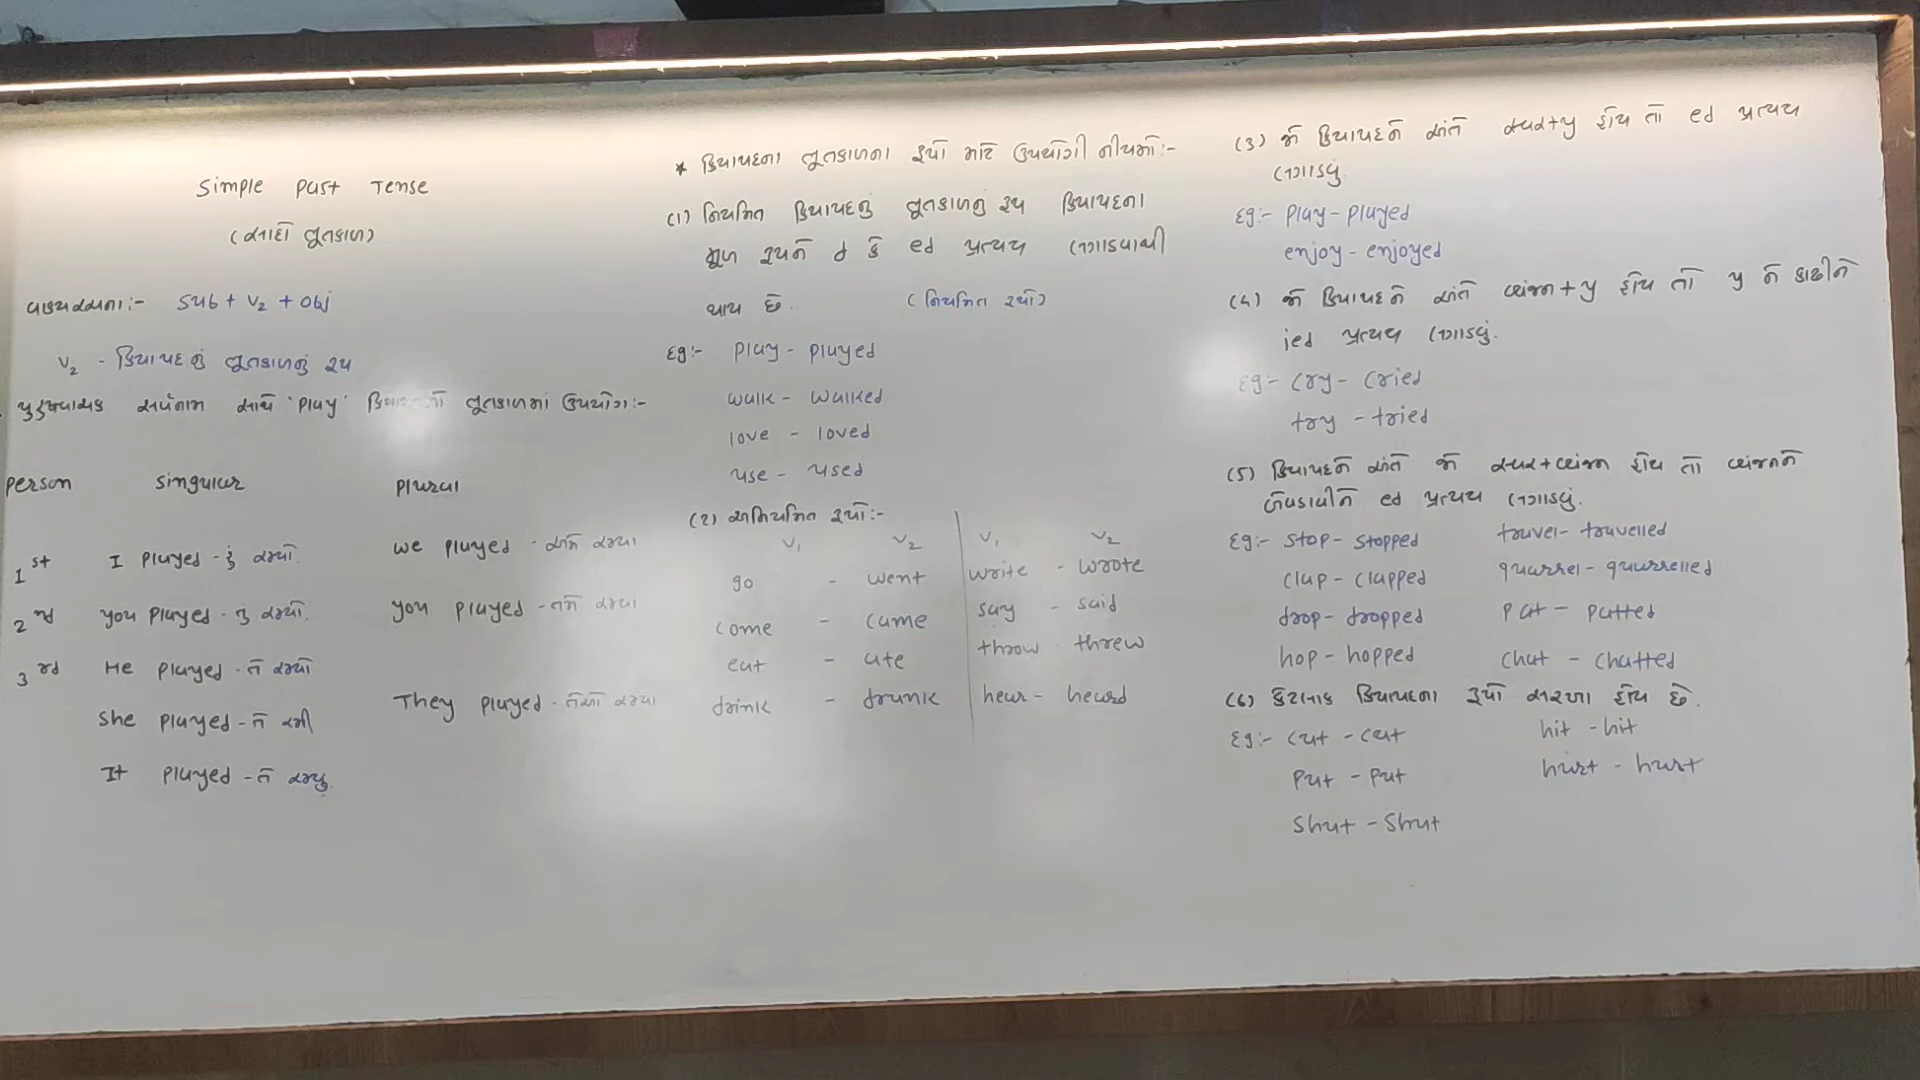 Simple Past Tense
(સાદો ભૂતકાળ)
વાક્યરચના:- Sub + V₂ + Obj
V₂ - ક્રિયાપદનું ભૂતકાળનું રૂપ
પુરુષવાચક સર્વનામ સાથે 'Play' ભૂતકાળમાં ઉપયોગ:-
Person Singular Plural
1st I played - હું રમ્યો. We played - અમે રમ્યા
2nd you played - તું રમ્યો. you played - તમે રમ્યા
3rd He played - તે રમ્યો They played - તેઓ રમ્યા
She played - તે રમી
It played - તે રમ્યુ.
* ક્રિયાપદના ભૂતકાળના રૂપો માટે ઉપયોગી નીયમો:-
(1) નિયમિત ક્રિયાપદનું ભૂતકાળનું રૂપ ક્રિયાપદના
મૂળ રૂપને d કે ed પ્રત્યય લગાડવાથી
થાય છે. (નિયમિત રૂપો)
Eg:- Play - played
walk - walked
love - loved
use - used
(2) અનિયમિત રૂપો:-
V₁ V₂ V₁ V₂
go - went write - wrote
come - came say - said
eat - ate throw - threw
drink - drunk hear - heard
(3) જો ક્રિયાપદને અંતે સ્વર+y હોય તો ed પ્રત્યય
લગાડવું.
Eg:- Play - played
enjoy - enjoyed
(4) જો ક્રિયાપદને અંતે વ્યંજન+y હોય તો y ને કાઢીને
ied પ્રત્યય લગાડવું.
Eg:- Cry - Cried
try - tried
(5) ક્રિયાપદને અંતે જો સ્વર+વ્યંજન હોય તો વ્યંજનને
બેવડાવીને ed પ્રત્યય લગાડવું.
Eg:- Stop - stopped travel - travelled
Clap - Clapped quarrel - quarrelled
drop - dropped Pat - patted
hop - hopped Chat - Chatted
(6) કેટલાક ક્રિયાપદના રૂપો સરખા હોય છે.
Eg:- Cut - cut hit - hit
Put - put hurt - hurt
Shut - Shut